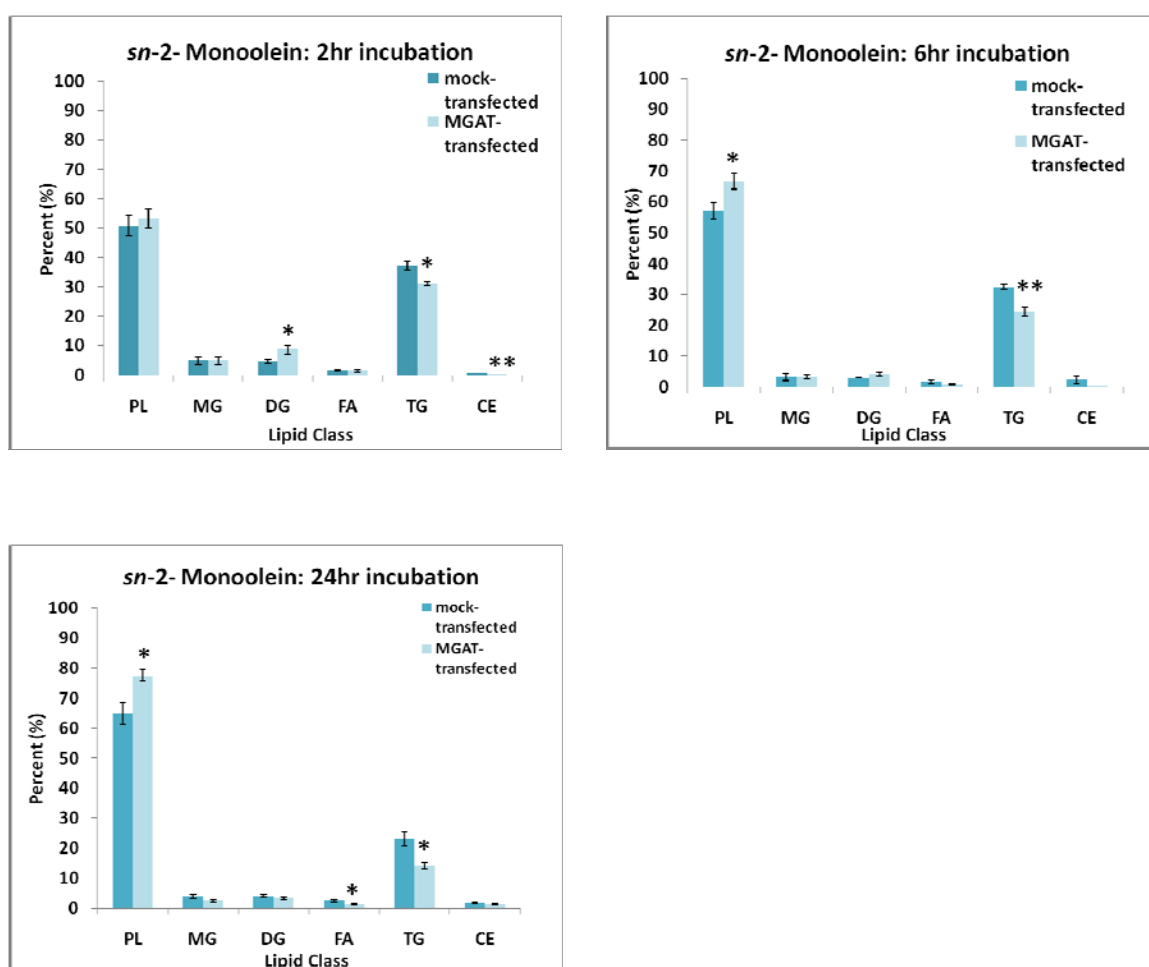 sn-2- Monoolein: 2hr incubation
mock-
transfected
MGAT-
transfected
100
90
80
70
60
50
40
30
20
10
0
Percent (%)
*
*
**
PL MG DG FA TG CE
Lipid Class
sn-2- Monoolein: 6hr incubation
mock-
transfected
MGAT-
transfected
100
90
80
70
60
50
40
30
20
10
0
Percent (%)
*
**
PL MG DG FA TG CE
Lipid Class
sn-2- Monoolein: 24hr incubation
mock-
transfected
MGAT-
transfected
100
90
80
70
60
50
40
30
20
10
0
Percent (%)
*
*
*
PL MG DG FA TG CE
Lipid Class